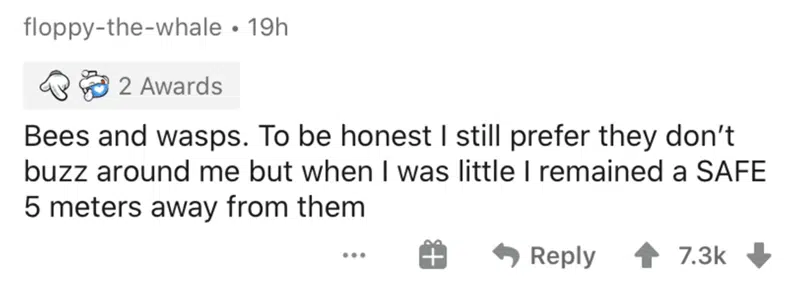 floppy-the-whale • 19h
2 Awards
Bees and wasps. To be honest I still prefer they don’t
buzz around me but when I was little I remained a SAFE
5 meters away from them
... Reply 7.3k